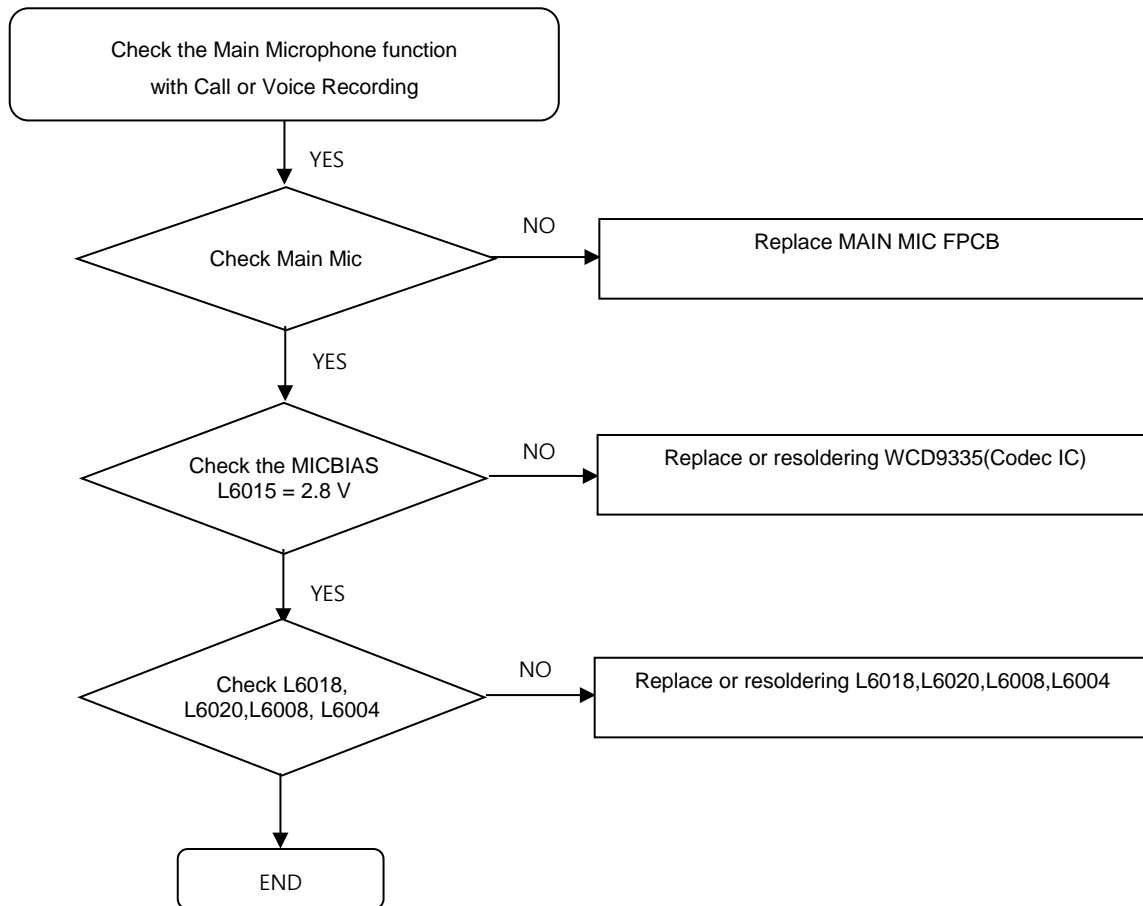 Check the Main Microphone function
with Call or Voice Recording
YES
Check Main Mic
NO
Replace MAIN MIC FPCB
YES
Check the MICBIAS
L6015 = 2.8 V
NO
Replace or resoldering WCD9335(Codec IC)
YES
Check L6018,
L6020,L6008, L6004
NO
Replace or resoldering L6018,L6020,L6008,L6004
END